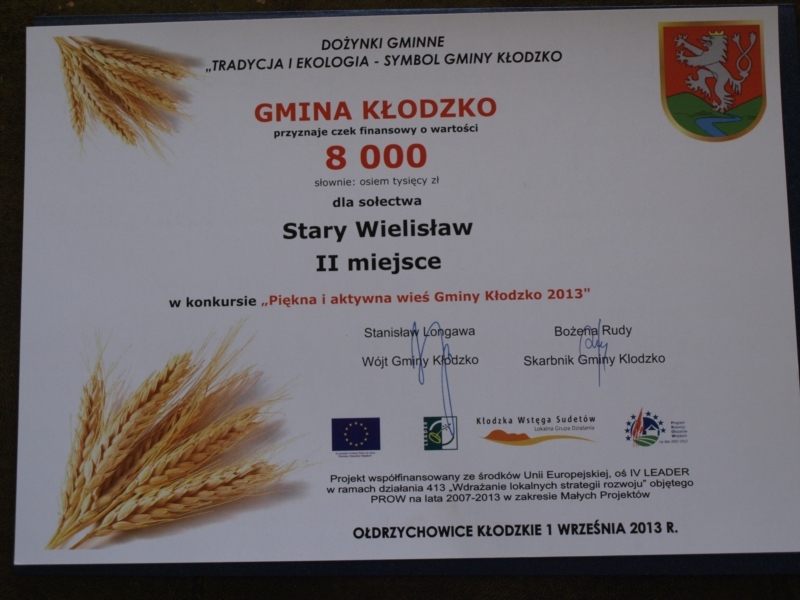 DOŻYNKI GMINNE
„TRADYCJA I EKOLOGIA - SYMBOL GMINY KŁODZKO
GMINA KŁODZKO
przyznaje czek finansowy o wartości
8 000
słownie: osiem tysięcy zł
dla sołectwa
Stary Wielisław
II miejsce
w konkursie „Piękna i aktywna wieś Gminy Kłodzko 2013"
Stanisław Longawa
Bożena Rudy
Wójt Gminy Kłodzko
Skarbnik Gminy Klodzko
Kłodzka Wstęga Sudetów
Lokalna Grupa Działania
Projekt współfinansowany ze środków Unii Europejskiej, oś IV LEADER
w ramach działania 413 „Wdrażanie lokalnych strategii rozwoju" objętego
PROW na lata 2007-2013 w zakresie Małych Projektów
OŁDRZYCHOWICE KŁODZKIE 1 WRZEŚNIA 2013 R.